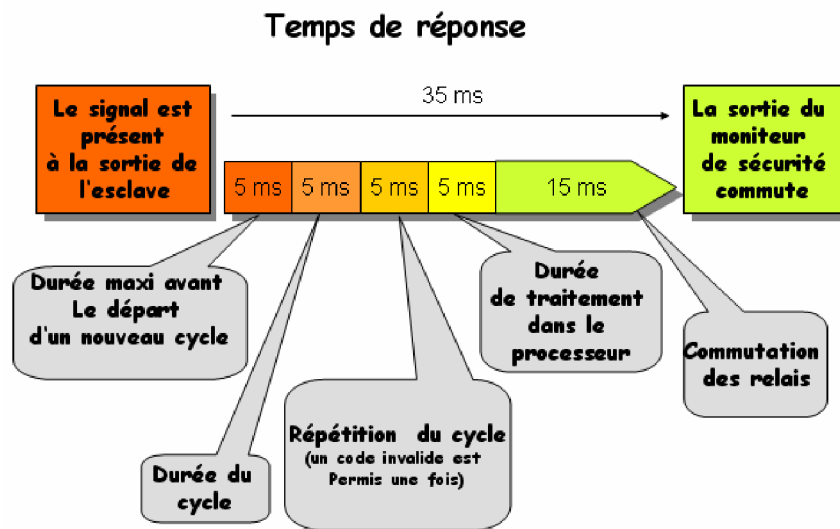 Temps de réponse
Le signal est
présent
à la sortie de
l'esclave
35 ms
La sortie du
moniteur
de sécurité
commute
5 ms
5 ms
5 ms
5 ms
15 ms
Durée maxi avant
Le départ
d'un nouveau cycle
Durée
de traitement
dans le
processeur
Commutation
des relais
Répétition du cycle
(un code invalide est
Permis une fois)
Durée du
cycle